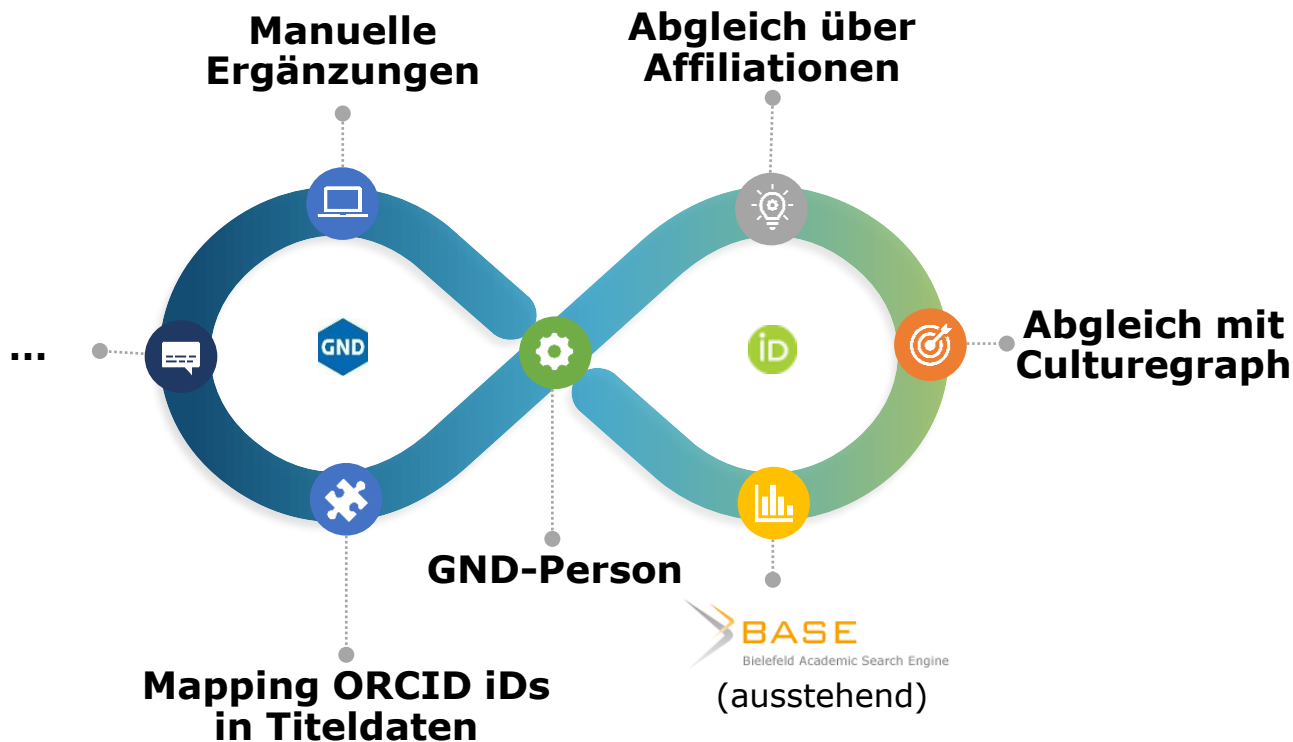 Manuelle
Ergänzungen
Abgleich über
Affiliationen
...
GND
iD
Abgleich mit
Culturegraph
GND-Person
BASE
Bielefeld Academic Search Engine
(ausstehend)
Mapping ORCID iDs
in Titeldaten